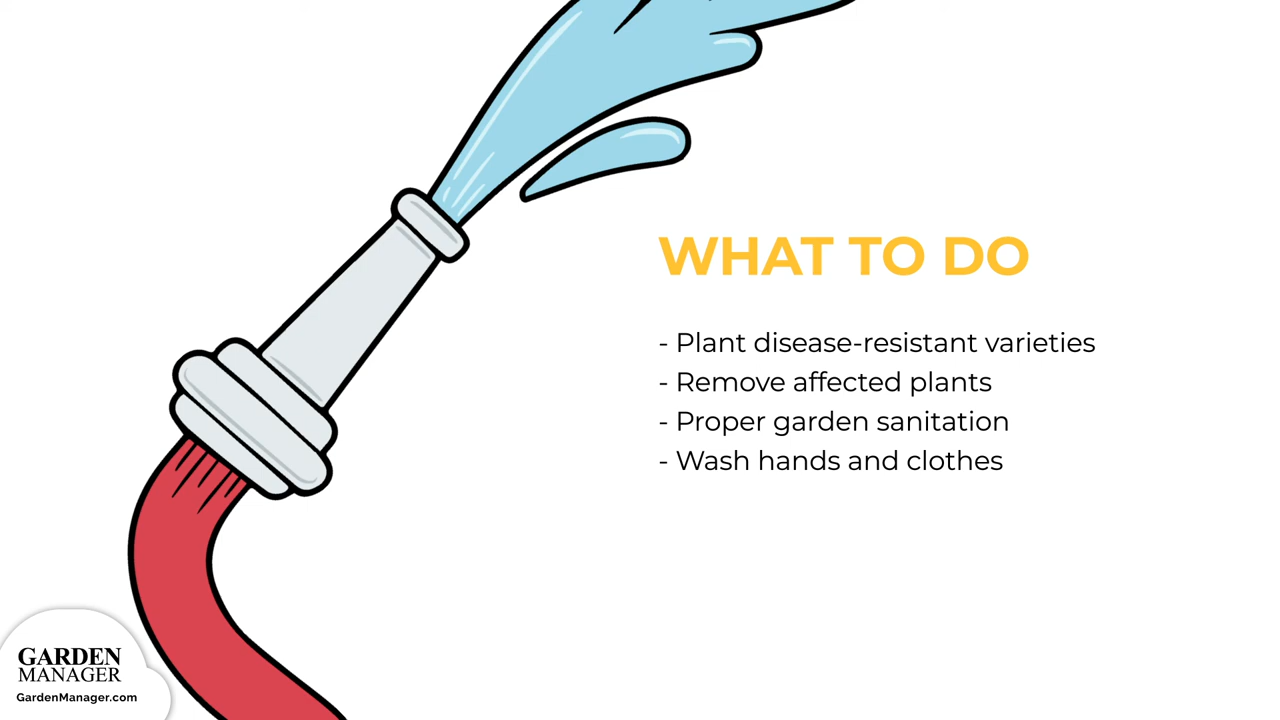 WHAT TO DO
- Plant disease-resistant varieties
- Remove affected plants
- Proper garden sanitation
- Wash hands and clothes
GARDEN
MANAGER
GardenManager.com